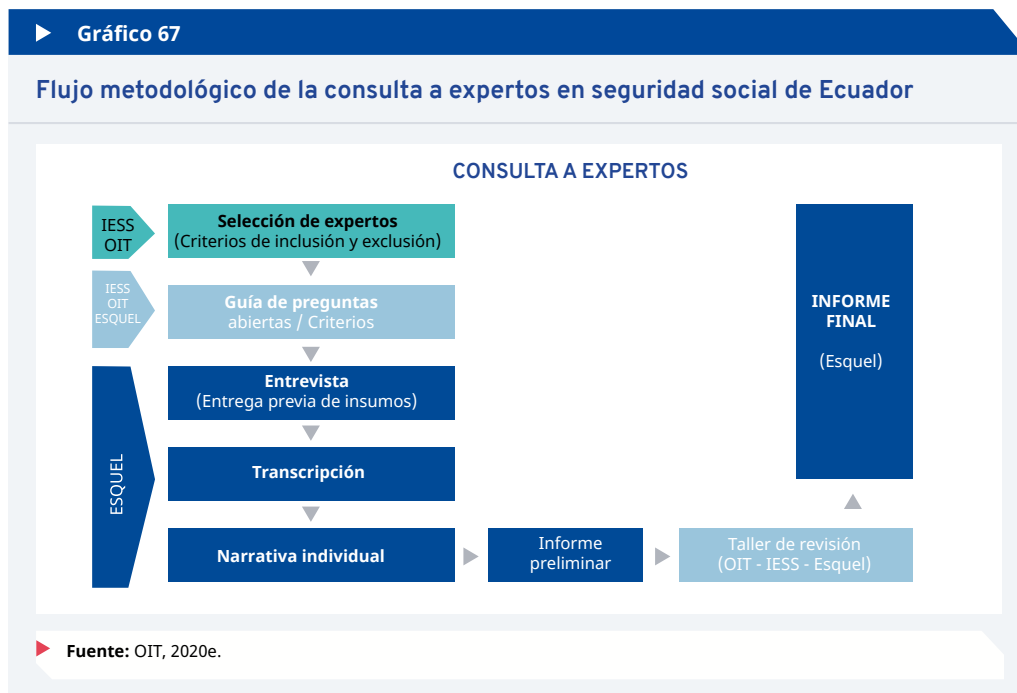 Gráfico 67
Flujo metodológico de la consulta a expertos en seguridad social de Ecuador
CONSULTA A EXPERTOS
IESS
OIT
Selección de expertos
(Criterios de inclusión y exclusión)
IESS
OIT
ESQUEL
Guía de preguntas
abiertas / Criterios
ESQUEL
Entrevista
(Entrega previa de insumos)
Transcripción
Narrativa individual
Informe
preliminar
Taller de revisión
(OIT - IESS - Esquel)
INFORME
FINAL
(Esquel)
Fuente: OIT, 2020e.